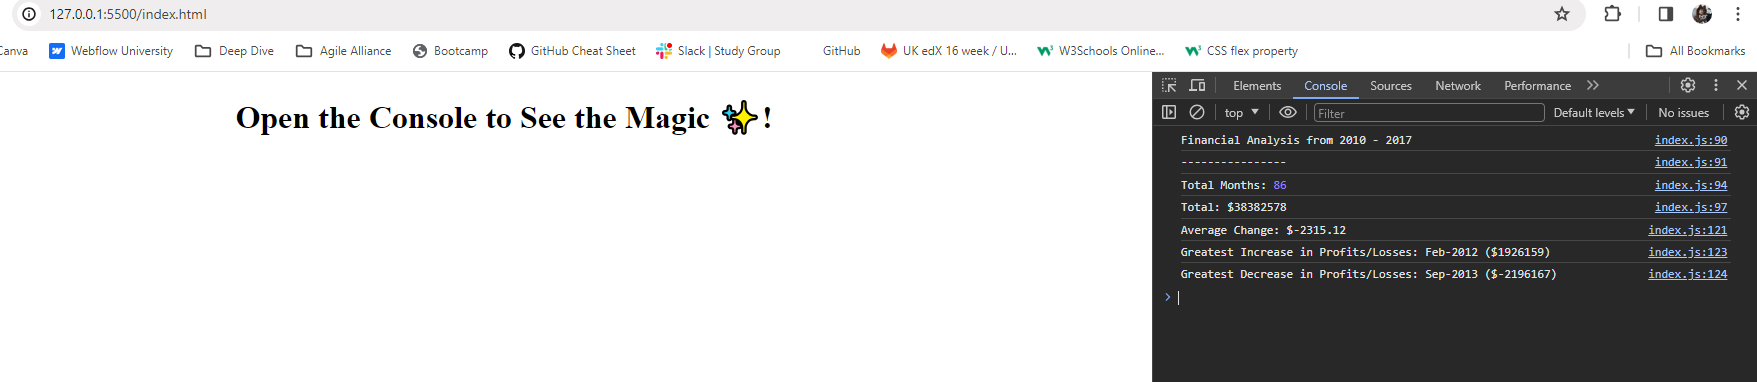 127.0.0.1:5500/index.html
Canva Webflow University Deep Dive Agile Alliance Bootcamp GitHub Cheat Sheet Slack | Study Group GitHub UK edX 16 week / U... W3Schools Online... CSS flex property All Bookmarks
Open the Console to See the Magic ✨!
Elements Console Sources Network Performance
top Filter Default levels No issues
Financial Analysis from 2010 - 2017 index.js:90
---------------- index.js:91
Total Months: 86 index.js:94
Total: $38382578 index.js:97
Average Change: $-2315.12 index.js:121
Greatest Increase in Profits/Losses: Feb-2012 ($1926159) index.js:123
Greatest Decrease in Profits/Losses: Sep-2013 ($-2196167) index.js:124